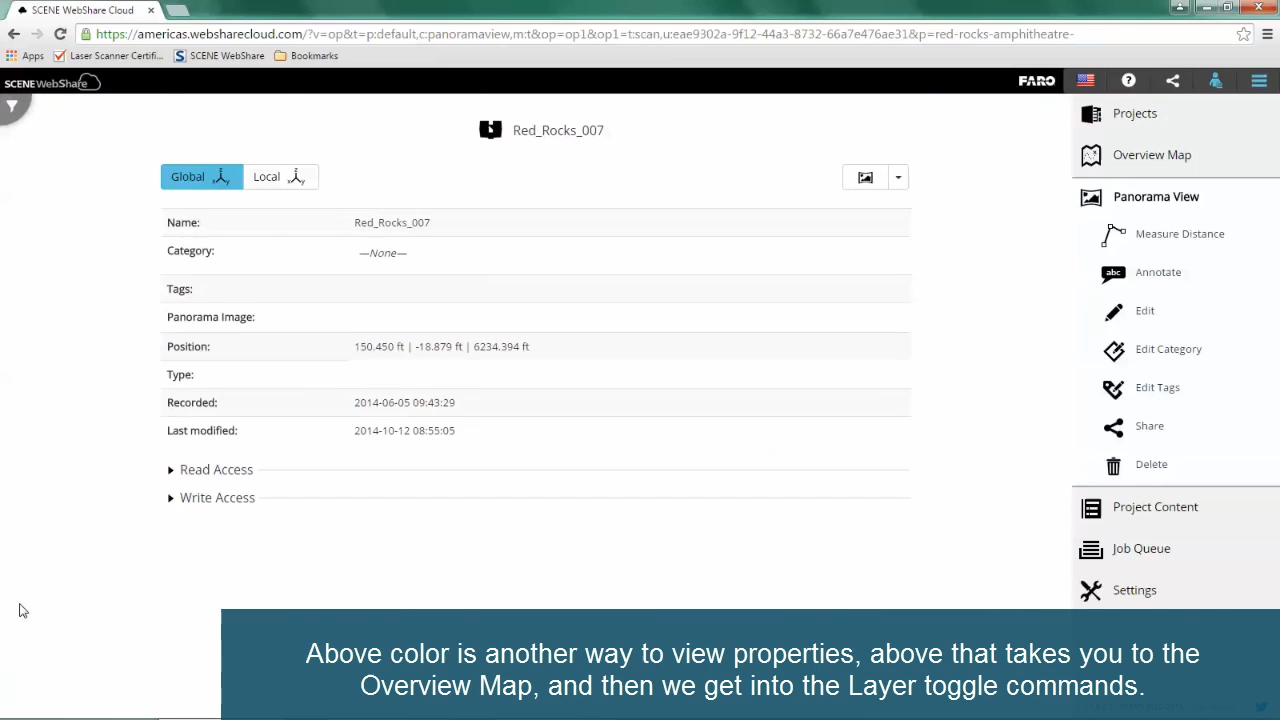 SCENE WebShare Cloud
https://americas.websharecloud.com/?v=op&t=p:default,c:panoramaview,m:t&op=op1&op1=t:scan,u:eae9302a-9f12-44a3-8732-66a7e476ae31&p=red-rocks-amphitheatre-
Apps Laser Scanner Certifi... SCENE WebShare Bookmarks
SCENE WebShare FARO
Red_Rocks_007
Global Local
Name: Red_Rocks_007
Category: —None—
Tags:
Panorama Image:
Position: 150.450 ft | -18.879 ft | 6234.394 ft
Type:
Recorded: 2014-06-05 09:43:29
Last modified: 2014-10-12 08:55:05
Read Access
Write Access
Projects
Overview Map
Panorama View
Measure Distance
abc Annotate
Edit
Edit Category
Edit Tags
Share
Delete
Project Content
Job Queue
Settings
Above color is another way to view properties, above that takes you to the
Overview Map, and then we get into the Layer toggle commands.